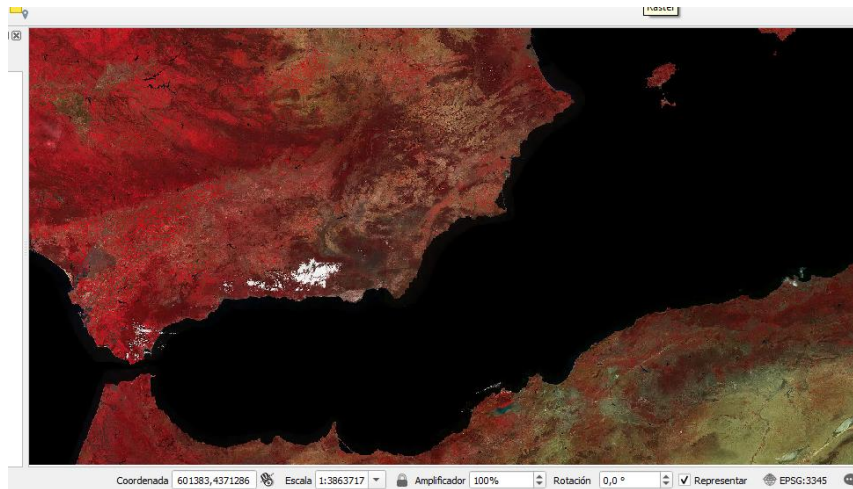 Raster
Coordenada 601383,4371286 Escala 1:3863717 Amplificador 100% Rotación 0,0 ° Representar EPSG:3345